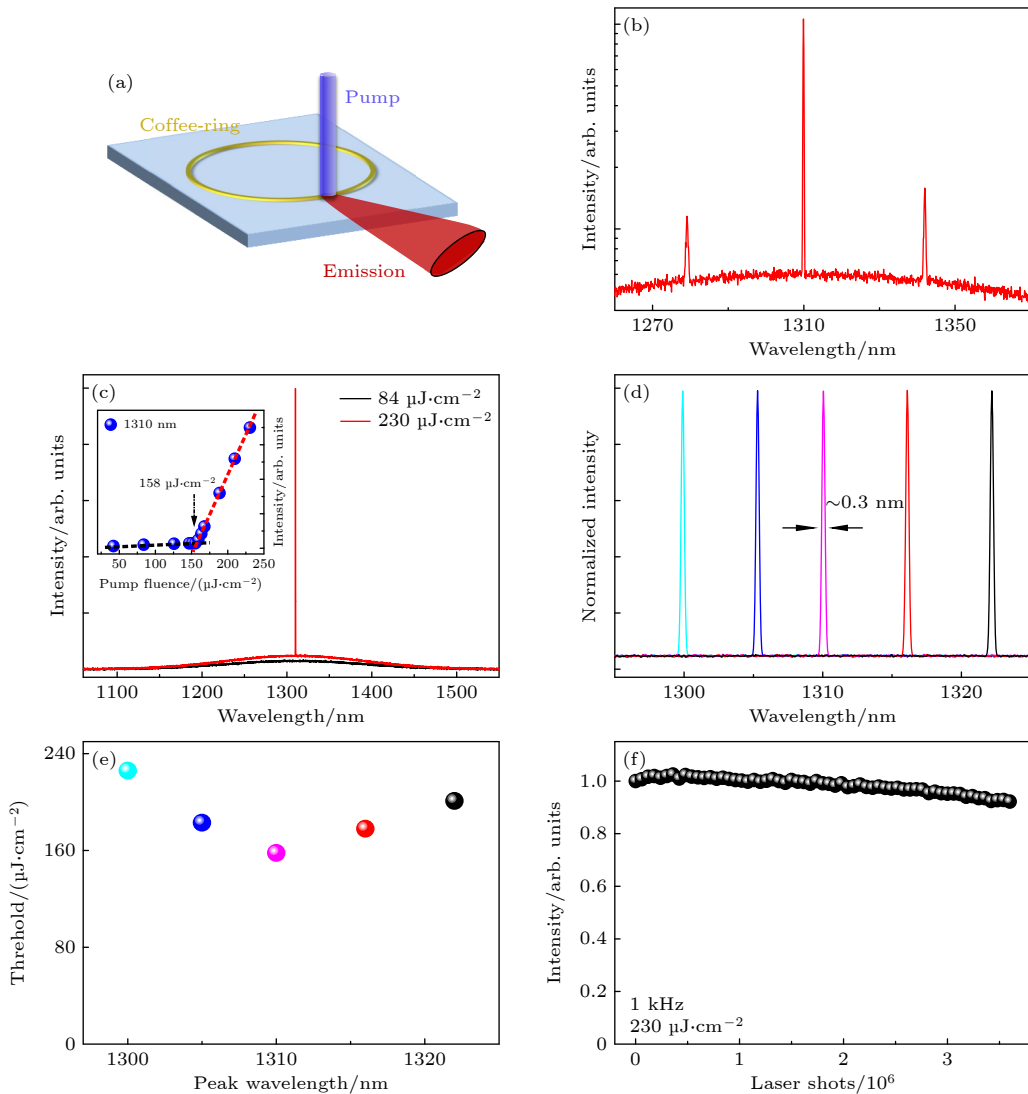 (a)
Pump
Coffee-ring
Emission
(b)
Intensity/arb. units
1270
1310
1350
Wavelength/nm
(c)
84 µJ·cm⁻²
230 µJ·cm⁻²
1310 nm
158 µJ·cm⁻²
Intensity/arb. units
50
100
150
200
250
Pump fluence/(µJ·cm⁻²)
Intensity/arb. units
1100
1200
1300
1400
1500
Wavelength/nm
(d)
~0.3 nm
Normalized intensity
1300
1310
1320
Wavelength/nm
(e)
240
160
80
0
Threshold/(µJ·cm⁻²)
1300
1310
1320
Peak wavelength/nm
(f)
1.0
0.8
0.6
0.4
0.2
0
Intensity/arb. units
1 kHz
230 µJ·cm⁻²
0
1
2
3
Laser shots/10⁶